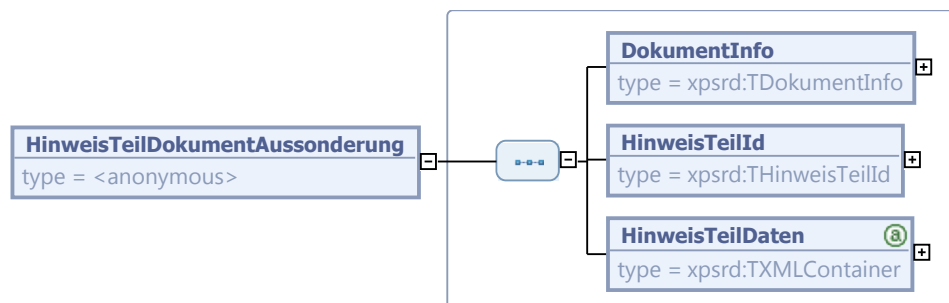 DokumentInfo
type = xpsrd:TDokumentInfo
HinweisTeilDokumentAussonderung
type = <anonymous>
HinweisTeilId
type = xpsrd:THinweisTeilId
HinweisTeilDaten a
type = xpsrd:TXMLContainer